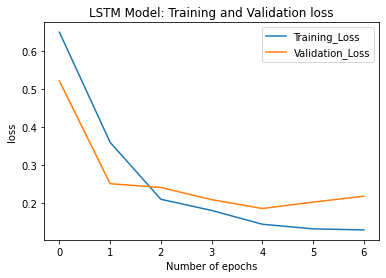 LSTM Model: Training and Validation loss
Training_Loss
Validation_Loss
loss
0.6
0.5
0.4
0.3
0.2
0 1 2 3 4 5 6
Number of epochs